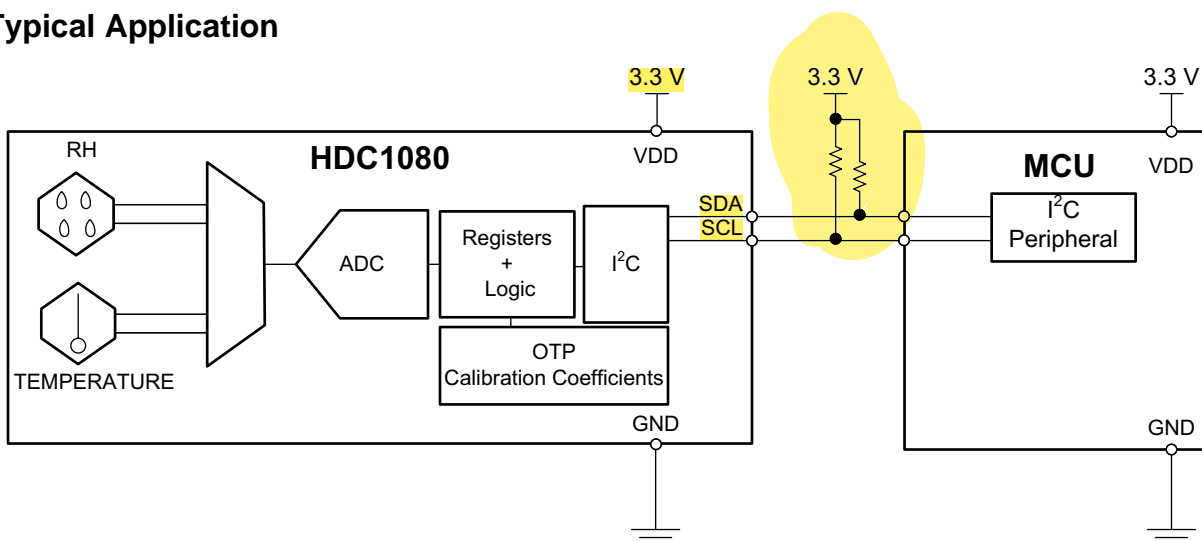 Typical Application
3.3 V
3.3 V
3.3 V
RH
HDC1080
VDD
MCU
VDD
SDA
SCL
I²C
Peripheral
ADC
Registers
+
Logic
I²C
OTP
Calibration Coefficients
TEMPERATURE
GND
GND